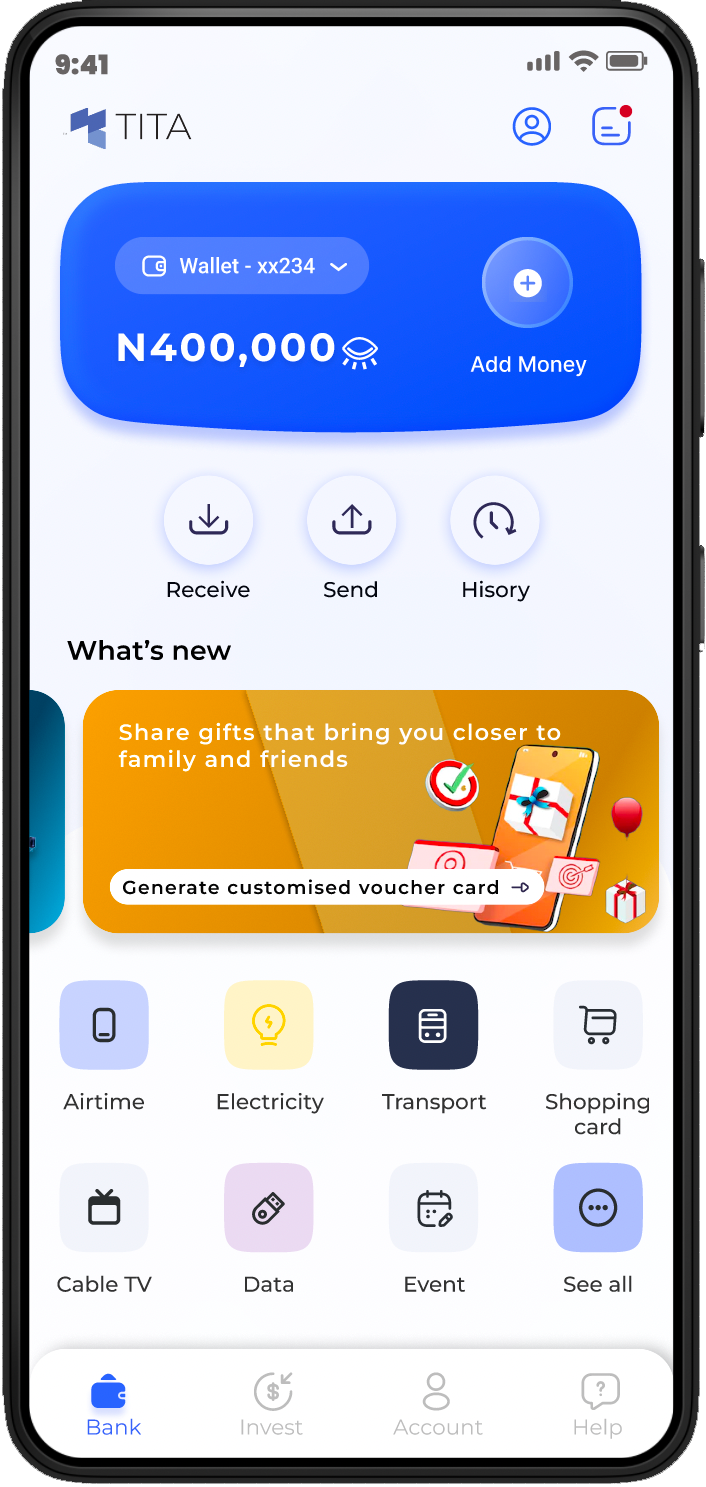 9:41
TITA
Wallet - xx234
N400,000
Add Money
Receive
Send
Hisory
What’s new
Share gifts that bring you closer to
family and friends
Generate customised voucher card
Airtime
Electricity
Transport
Shopping
card
Cable TV
Data
Event
See all
Bank
Invest
Account
Help